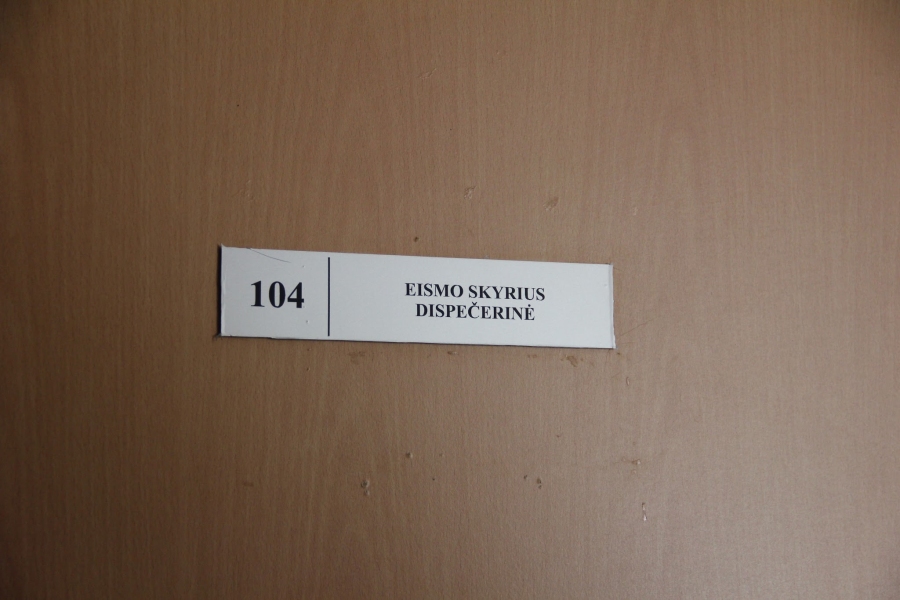 104
EISMO SKYRIUS
DISPEČERINĖ